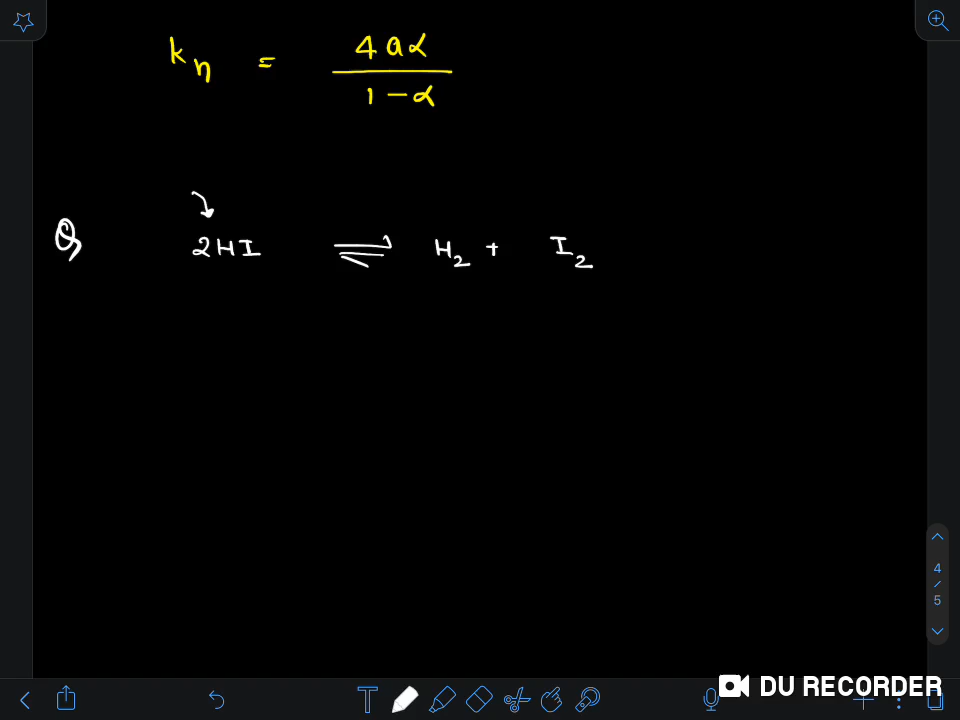 kη = 4aα / 1-α
Q 2HI ⇌ H₂ + I₂
4
/
5
T
DU RECORDER